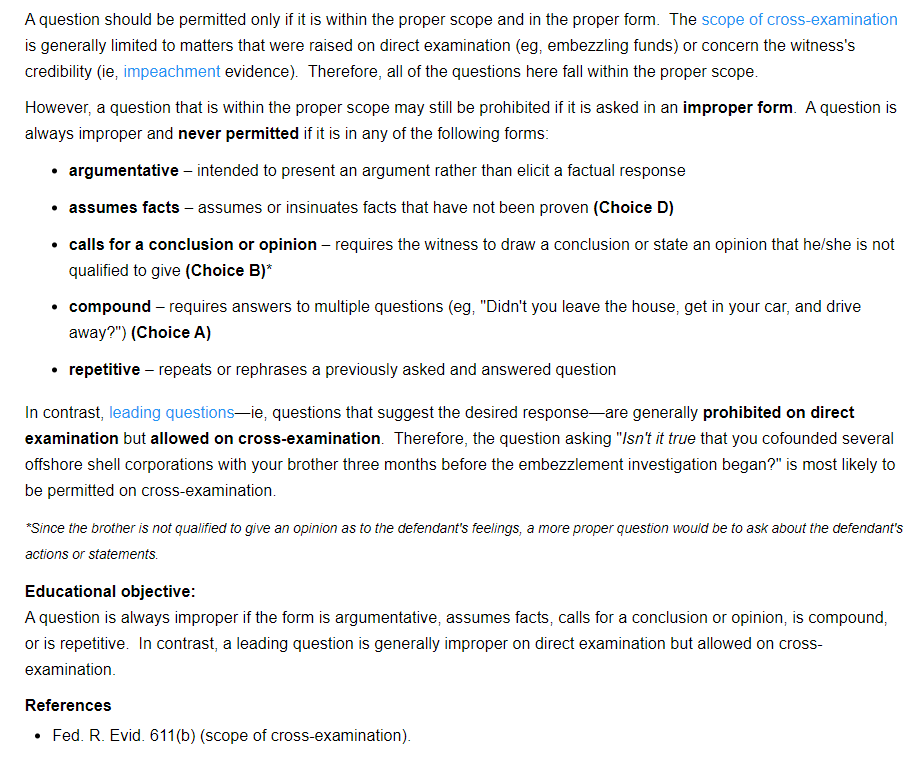 A question should be permitted only if it is within the proper scope and in the proper form.  The scope of cross-examination
is generally limited to matters that were raised on direct examination (eg, embezzling funds) or concern the witness's
credibility (ie, impeachment evidence).  Therefore, all of the questions here fall within the proper scope.
However, a question that is within the proper scope may still be prohibited if it is asked in an improper form.  A question is
always improper and never permitted if it is in any of the following forms:
• argumentative – intended to present an argument rather than elicit a factual response
• assumes facts – assumes or insinuates facts that have not been proven (Choice D)
• calls for a conclusion or opinion – requires the witness to draw a conclusion or state an opinion that he/she is not
qualified to give (Choice B)*
• compound – requires answers to multiple questions (eg, "Didn't you leave the house, get in your car, and drive
away?") (Choice A)
• repetitive – repeats or rephrases a previously asked and answered question
In contrast, leading questions—ie, questions that suggest the desired response—are generally prohibited on direct
examination but allowed on cross-examination.  Therefore, the question asking "Isn't it true that you cofounded several
offshore shell corporations with your brother three months before the embezzlement investigation began?" is most likely to
be permitted on cross-examination.
*Since the brother is not qualified to give an opinion as to the defendant's feelings, a more proper question would be to ask about the defendant's
actions or statements.
Educational objective:
A question is always improper if the form is argumentative, assumes facts, calls for a conclusion or opinion, is compound,
or is repetitive.  In contrast, a leading question is generally improper on direct examination but allowed on cross-
examination.
References
• Fed. R. Evid. 611(b) (scope of cross-examination).